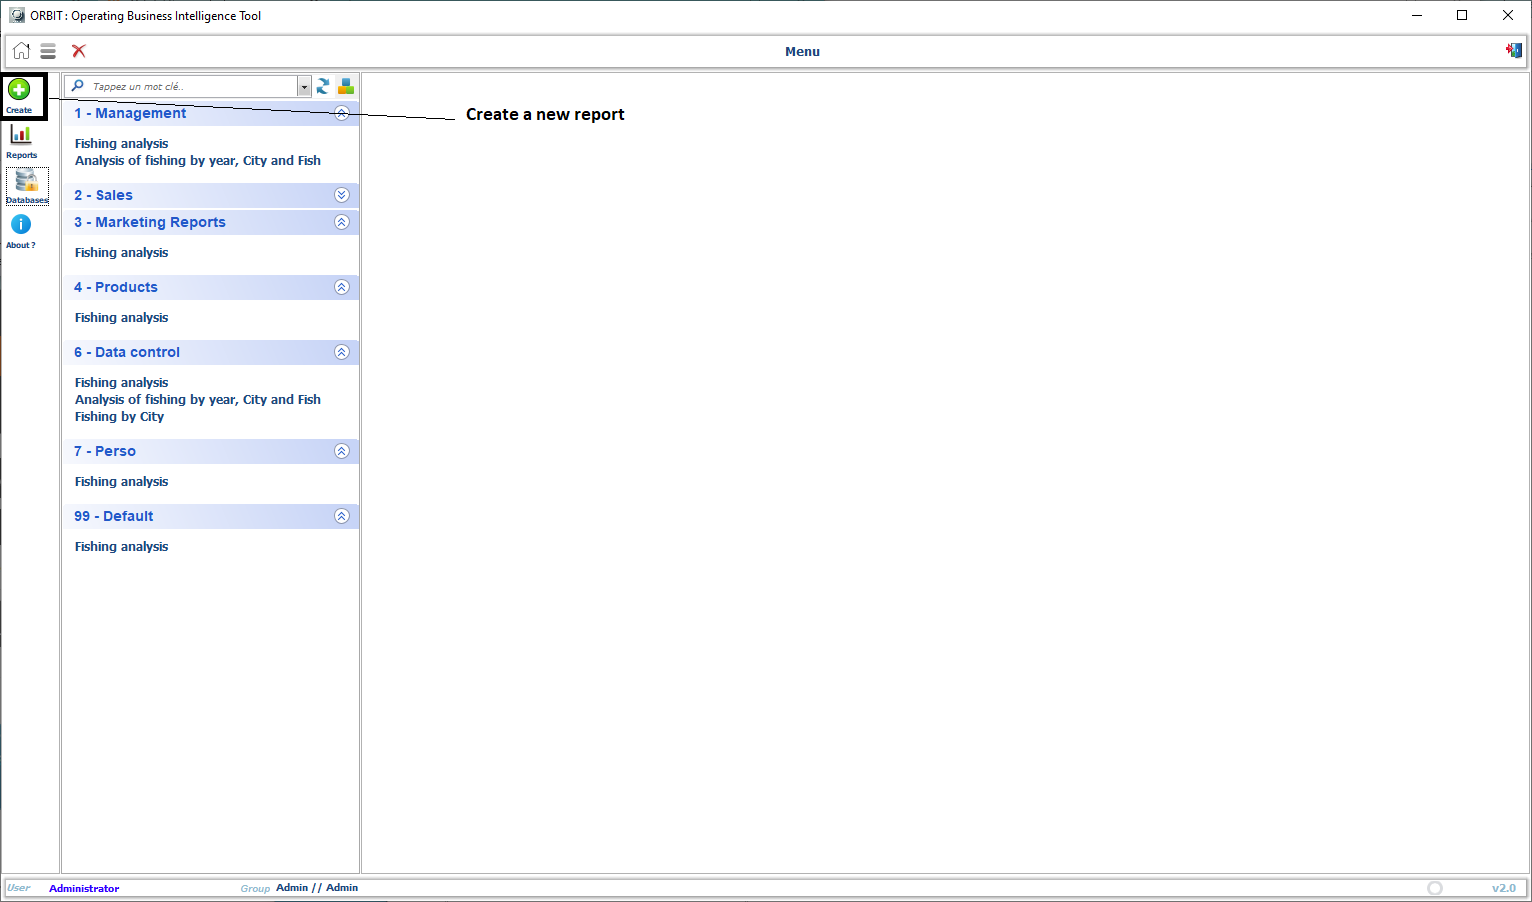 ORBIT : Operating Business Intelligence Tool
Menu
Create
Tappez un mot clé..
1 - Management
Create a new report
Fishing analysis
Reports
Analysis of fishing by year, City and Fish
2 - Sales
Databases
3 - Marketing Reports
About ?
Fishing analysis
4 - Products
Fishing analysis
6 - Data control
Fishing analysis
Analysis of fishing by year, City and Fish
Fishing by City
7 - Perso
Fishing analysis
99 - Default
Fishing analysis
User Administrator Group Admin // Admin v2.0